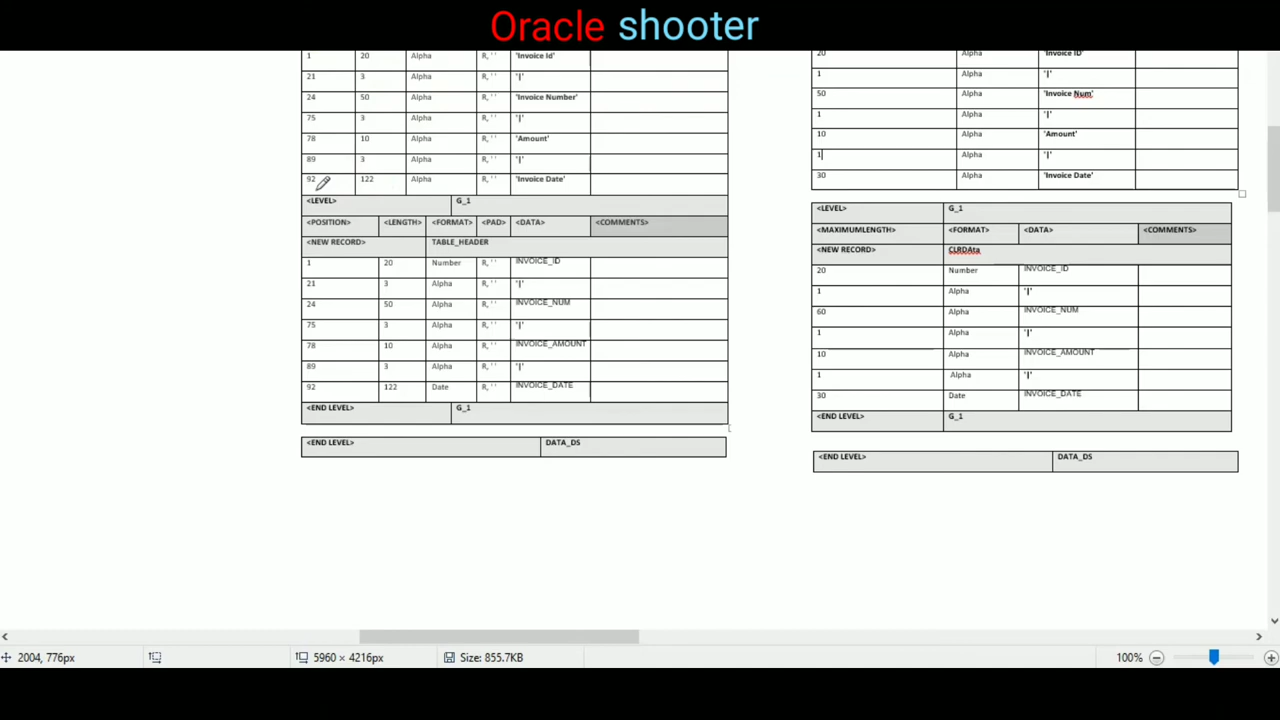 Oracle shooter
1 20 Alpha R, ' ' 'Invoice Id'
21 3 Alpha R, ' ' '|'
24 50 Alpha R, ' ' 'Invoice Number'
75 3 Alpha R, ' ' '|'
78 10 Alpha R, ' ' 'Amount'
89 3 Alpha R, ' ' '|'
92 122 Alpha R, ' ' 'Invoice Date'
<LEVEL> G_1
<POSITION> <LENGTH> <FORMAT> <PAD> <DATA> <COMMENTS>
<NEW RECORD> TABLE_HEADER
1 20 Number R, ' ' INVOICE_ID
21 3 Alpha R, ' ' '|'
24 50 Alpha R, ' ' INVOICE_NUM
75 3 Alpha R, ' ' '|'
78 10 Alpha R, ' ' INVOICE_AMOUNT
89 3 Alpha R, ' ' '|'
92 122 Date R, ' ' INVOICE_DATE
<END LEVEL> G_1
<END LEVEL> DATA_DS
20 Alpha 'Invoice ID'
1 Alpha '|'
50 Alpha 'Invoice Num'
1 Alpha '|'
10 Alpha 'Amount'
1 Alpha '|'
30 Alpha 'Invoice Date'
<LEVEL> G_1
<MAXIMUMLENGTH> <FORMAT> <DATA> <COMMENTS>
<NEW RECORD> CLRDAta
20 Number INVOICE_ID
1 Alpha '|'
60 Alpha INVOICE_NUM
1 Alpha '|'
10 Alpha INVOICE_AMOUNT
1 Alpha '|'
30 Date INVOICE_DATE
<END LEVEL> G_1
<END LEVEL> DATA_DS
2004, 776px 5960 × 4216px Size: 855.7KB 100%